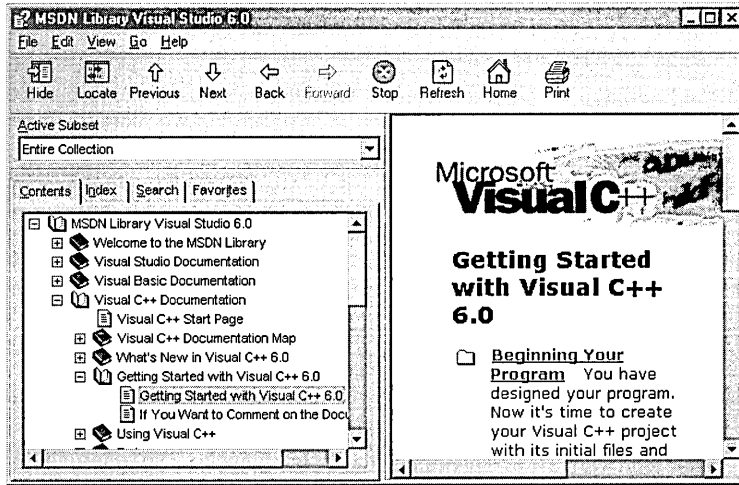 MSDN Library Visual Studio 6.0
File Edit View Go Help
Hide Locate Previous Next Back Forward Stop Refresh Home Print
Active Subset
Entire Collection
Contents Index Search Favorites
MSDN Library Visual Studio 6.0
Welcome to the MSDN Library
Visual Studio Documentation
Visual Basic Documentation
Visual C++ Documentation
Visual C++ Start Page
Visual C++ Documentation Map
What's New in Visual C++ 6.0
Getting Started with Visual C++ 6.0
Getting Started with Visual C++ 6.0
If You Want to Comment on the Docu
Using Visual C++
Microsoft
Visual C++
Getting Started
with Visual C++
6.0
Beginning Your
Program You have
designed your program.
Now it's time to create
your Visual C++ project
with its initial files and